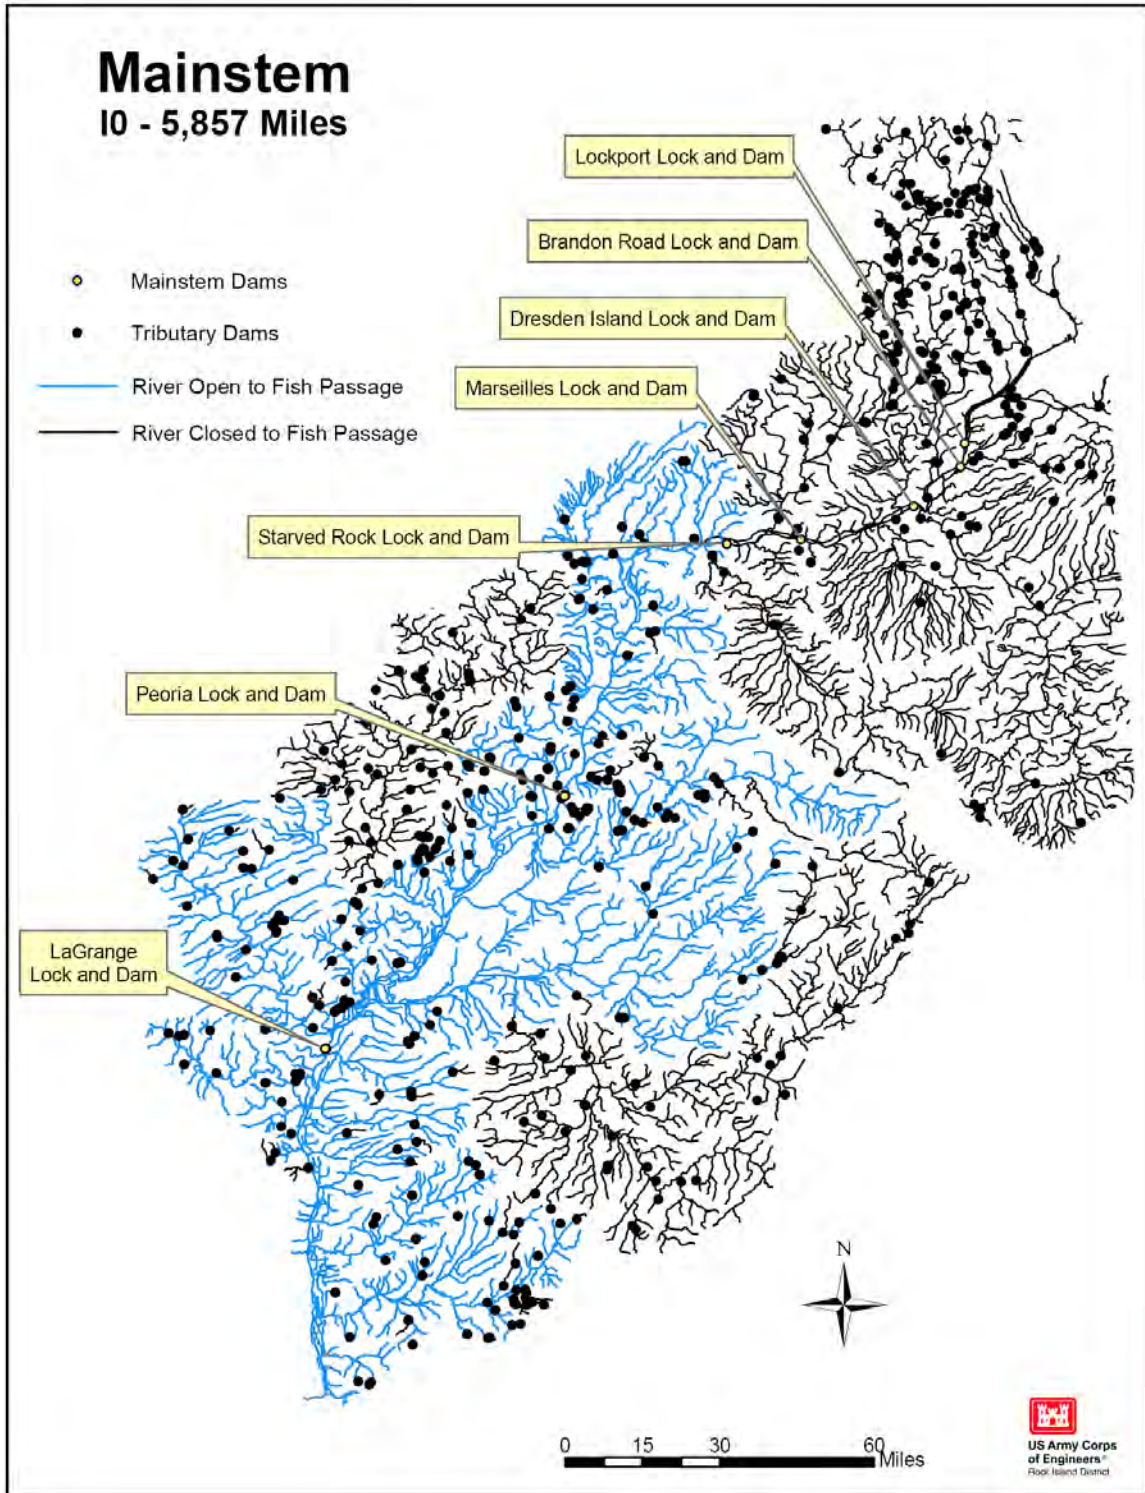 Mainstem
I0 - 5,857 Miles
Mainstem Dams
Tributary Dams
River Open to Fish Passage
River Closed to Fish Passage
Lockport Lock and Dam
Brandon Road Lock and Dam
Dresden Island Lock and Dam
Marseilles Lock and Dam
Starved Rock Lock and Dam
Peoria Lock and Dam
LaGrange
Lock and Dam
N
0 15 30 60
Miles
US Army Corps
of Engineers®
Rock Island District